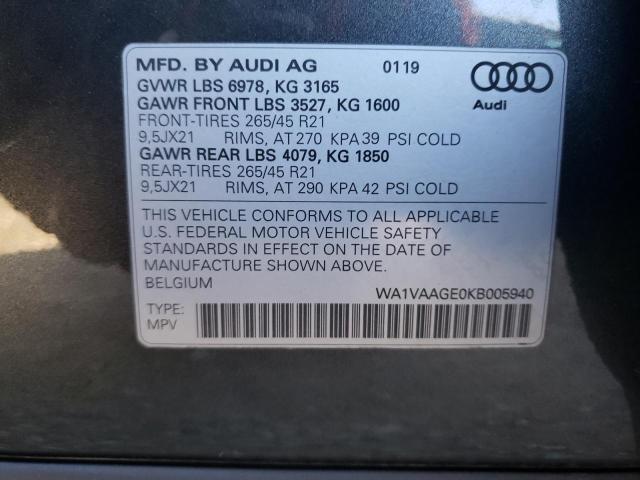 MFD. BY AUDI AG 0119
GVWR LBS 6978, KG 3165
GAWR FRONT LBS 3527, KG 1600
FRONT-TIRES 265/45 R21
9,5JX21 RIMS, AT 270 KPA 39 PSI COLD
GAWR REAR LBS 4079, KG 1850
REAR-TIRES 265/45 R21
9,5JX21 RIMS, AT 290 KPA 42 PSI COLD
Audi
THIS VEHICLE CONFORMS TO ALL APPLICABLE
U.S. FEDERAL MOTOR VEHICLE SAFETY
STANDARDS IN EFFECT ON THE DATE OF
MANUFACTURE SHOWN ABOVE.
BELGIUM WA1VAAGE0KB005940
TYPE:
MPV